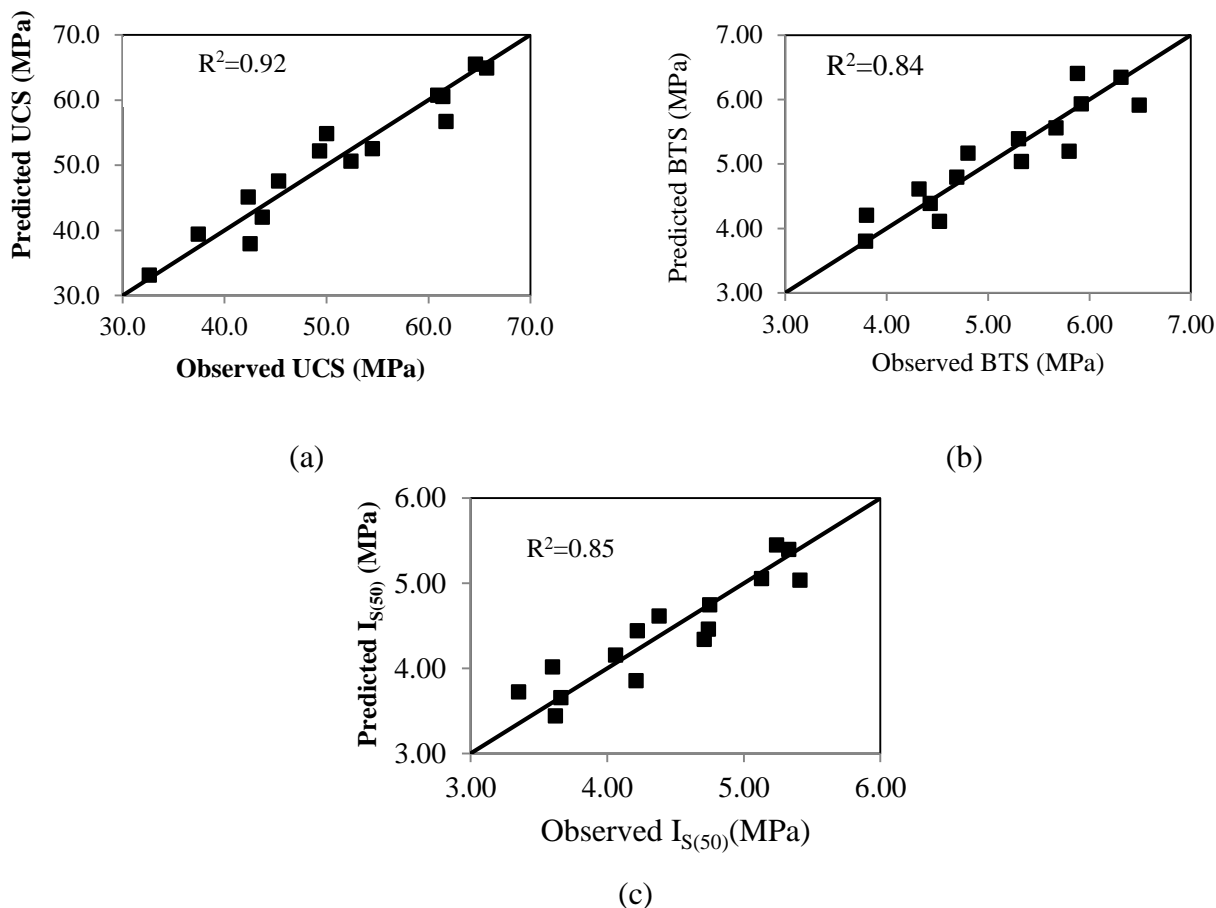 Predicted UCS (MPa)
70.0
60.0
50.0
40.0
30.0
R²=0.92
30.0 40.0 50.0 60.0 70.0
Observed UCS (MPa)
(a)
Predicted BTS (MPa)
7.00
6.00
5.00
4.00
3.00
R²=0.84
3.00 4.00 5.00 6.00 7.00
Observed BTS (MPa)
(b)
Predicted I_S(50) (MPa)
6.00
5.00
4.00
3.00
R²=0.85
3.00 4.00 5.00 6.00
Observed I_S(50)(MPa)
(c)